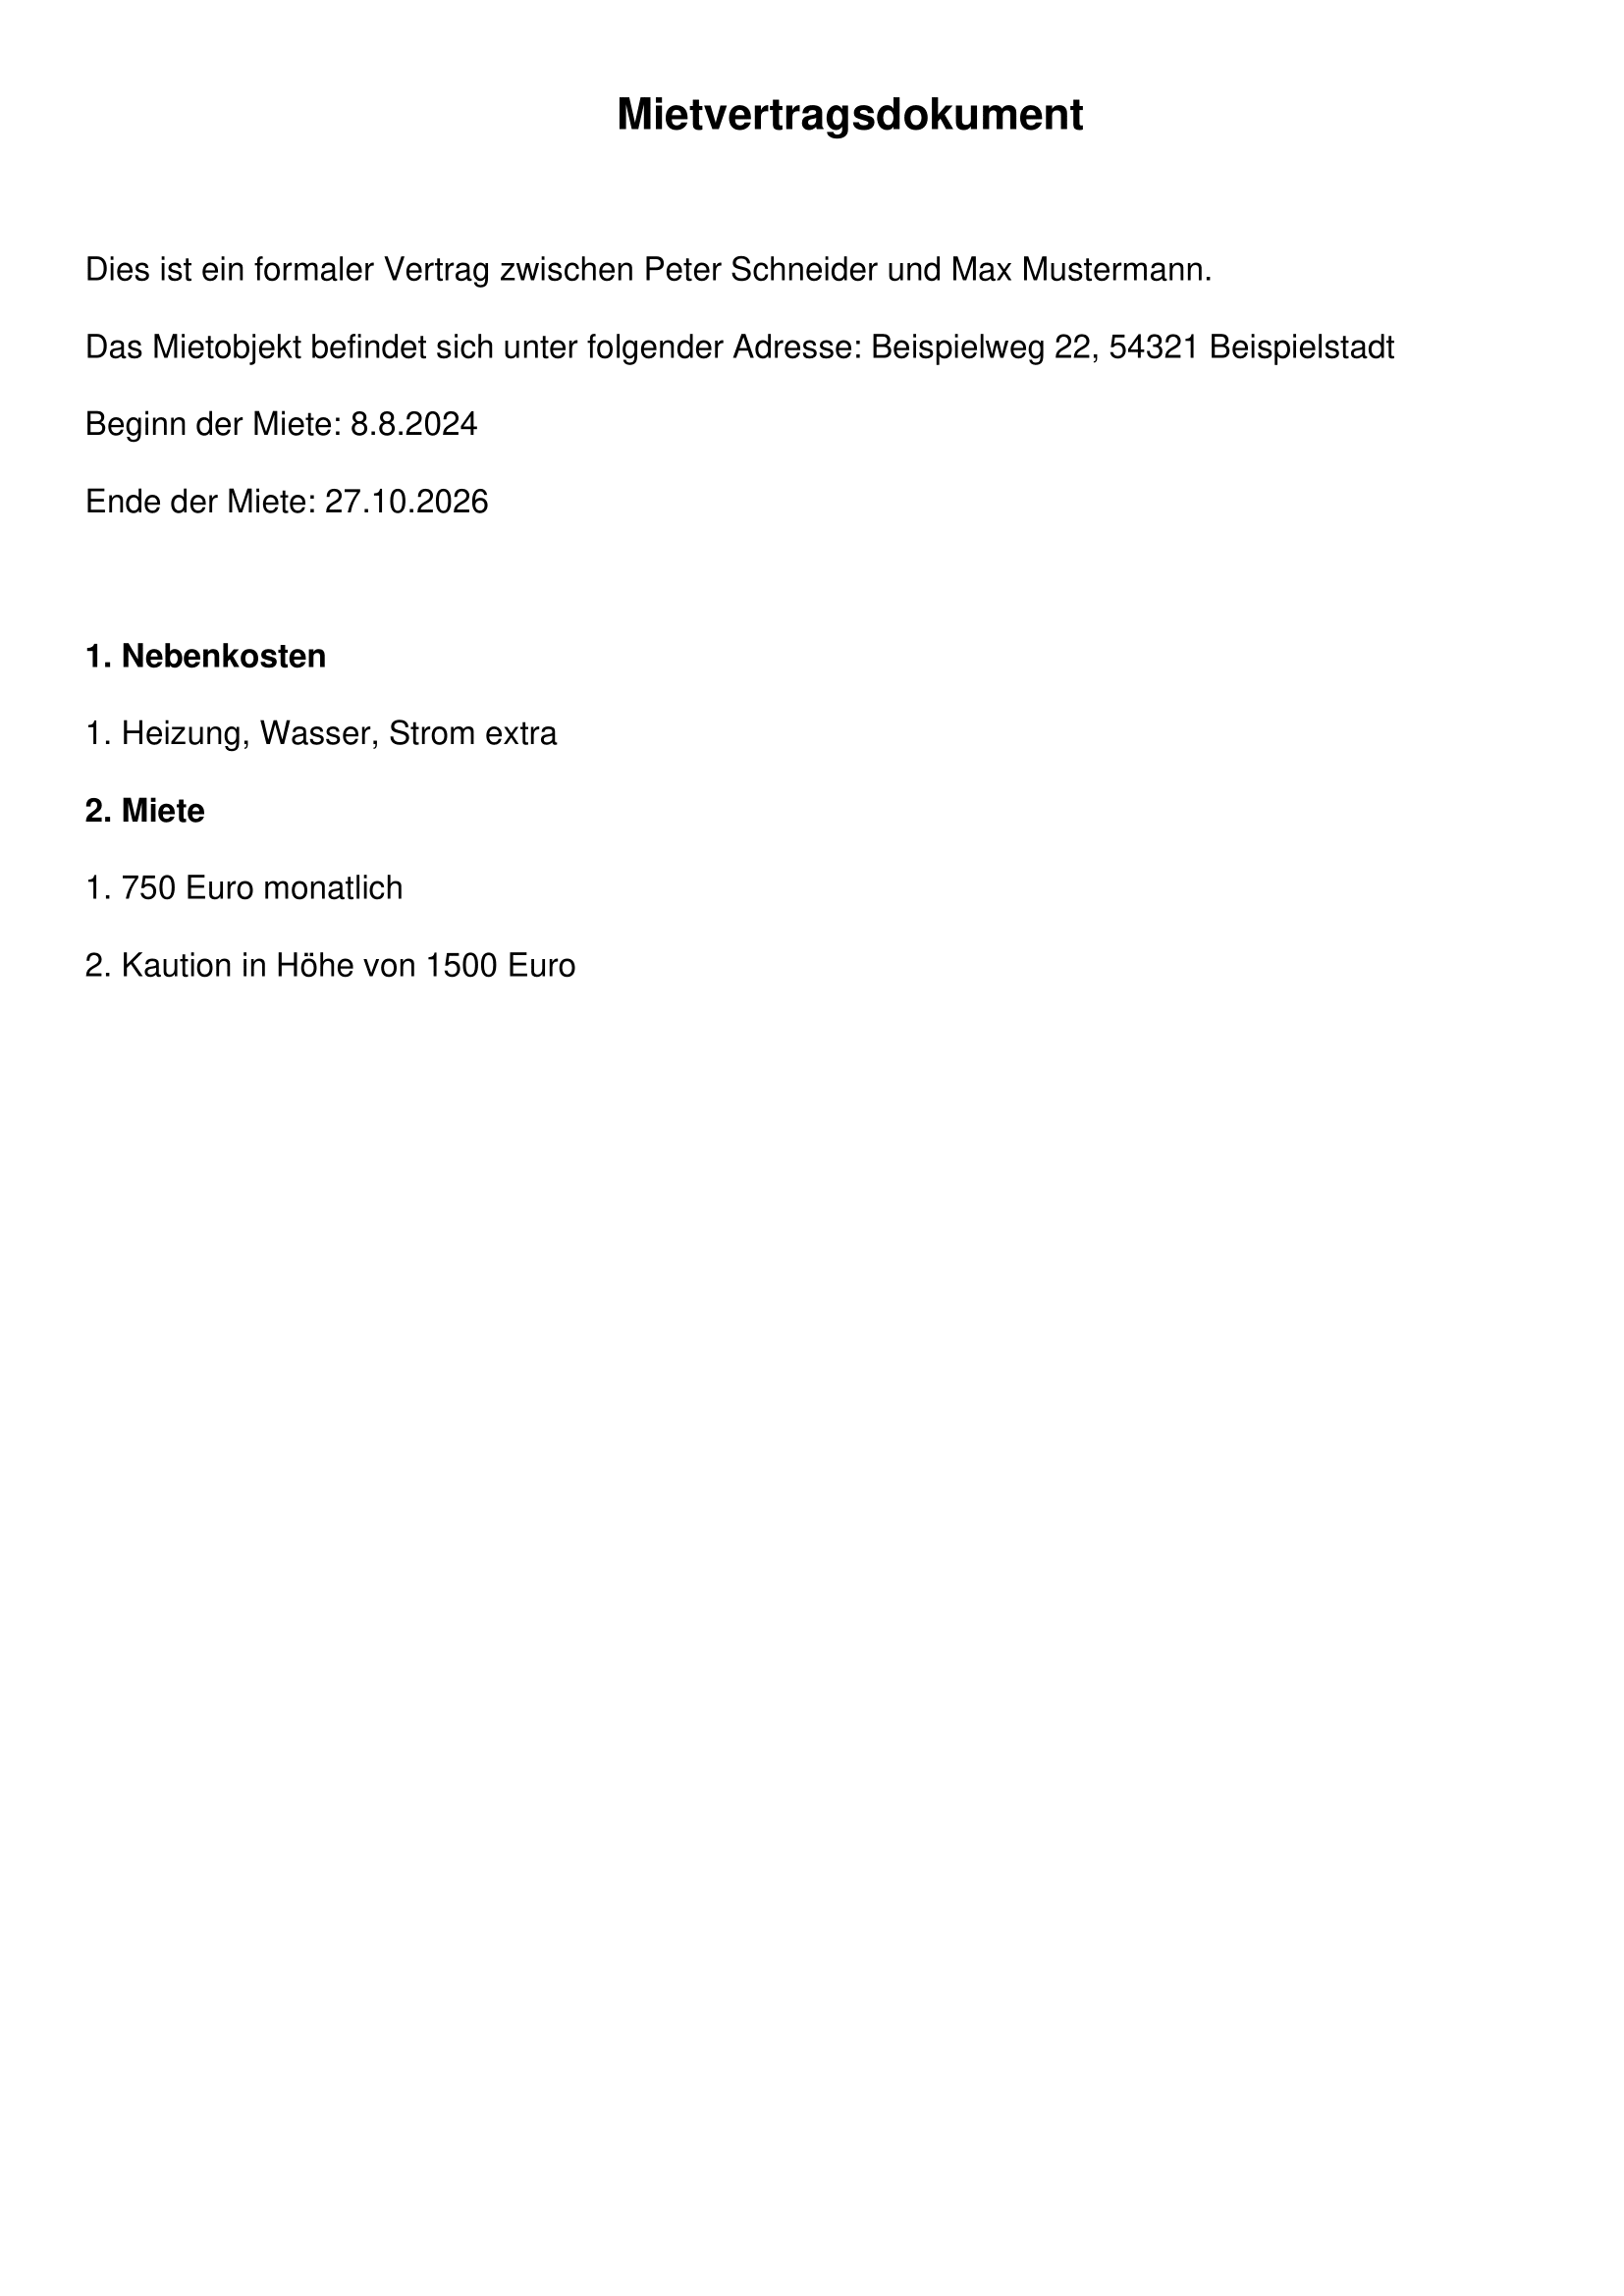 Mietvertragsdokument
Dies ist ein formaler Vertrag zwischen Peter Schneider und Max Mustermann.
Das Mietobjekt befindet sich unter folgender Adresse: Beispielweg 22, 54321 Beispielstadt
Beginn der Miete: 8.8.2024
Ende der Miete: 27.10.2026
1. Nebenkosten
1. Heizung, Wasser, Strom extra
2. Miete
1. 750 Euro monatlich
2. Kaution in Höhe von 1500 Euro